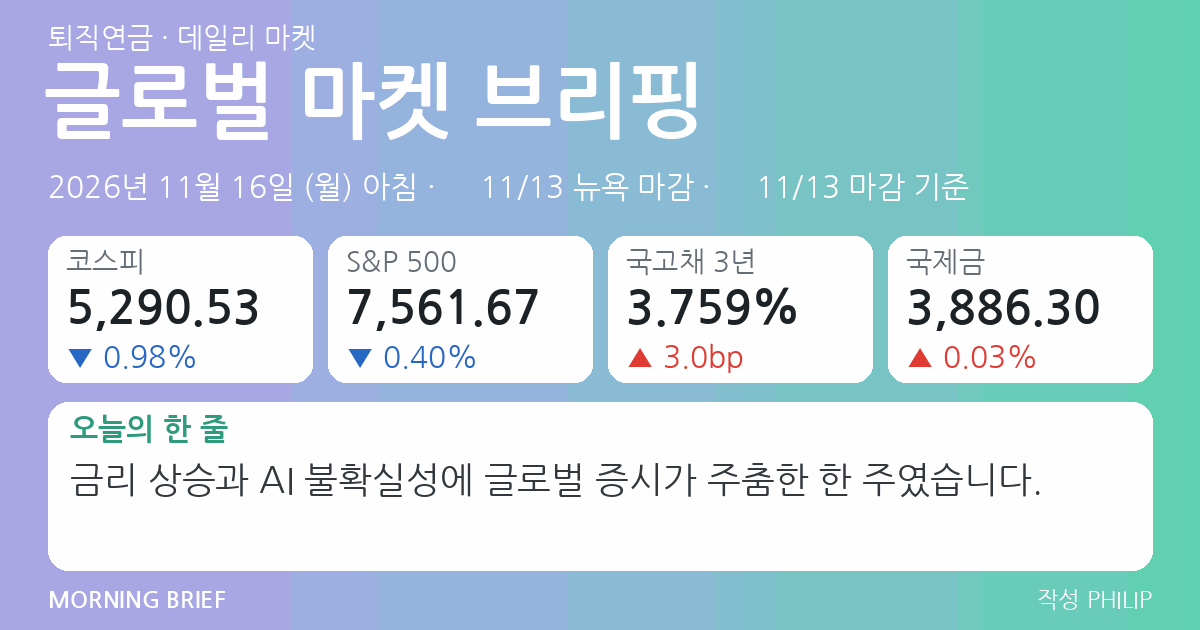 퇴직연금 · 데일리 마켓
글로벌 마켓 브리핑
2026년 11월 16일 (월) 아침 · 11/13 뉴욕 마감 · 11/13 마감 기준
코스피
5,290.53
▼ 0.98%
S&P 500
7,561.67
▼ 0.40%
국고채 3년
3.759%
▲ 3.0bp
국제금
3,886.30
▲ 0.03%
오늘의 한 줄
금리 상승과 AI 불확실성에 글로벌 증시가 주춤한 한 주였습니다.
MORNING BRIEF
작성 PHILIP